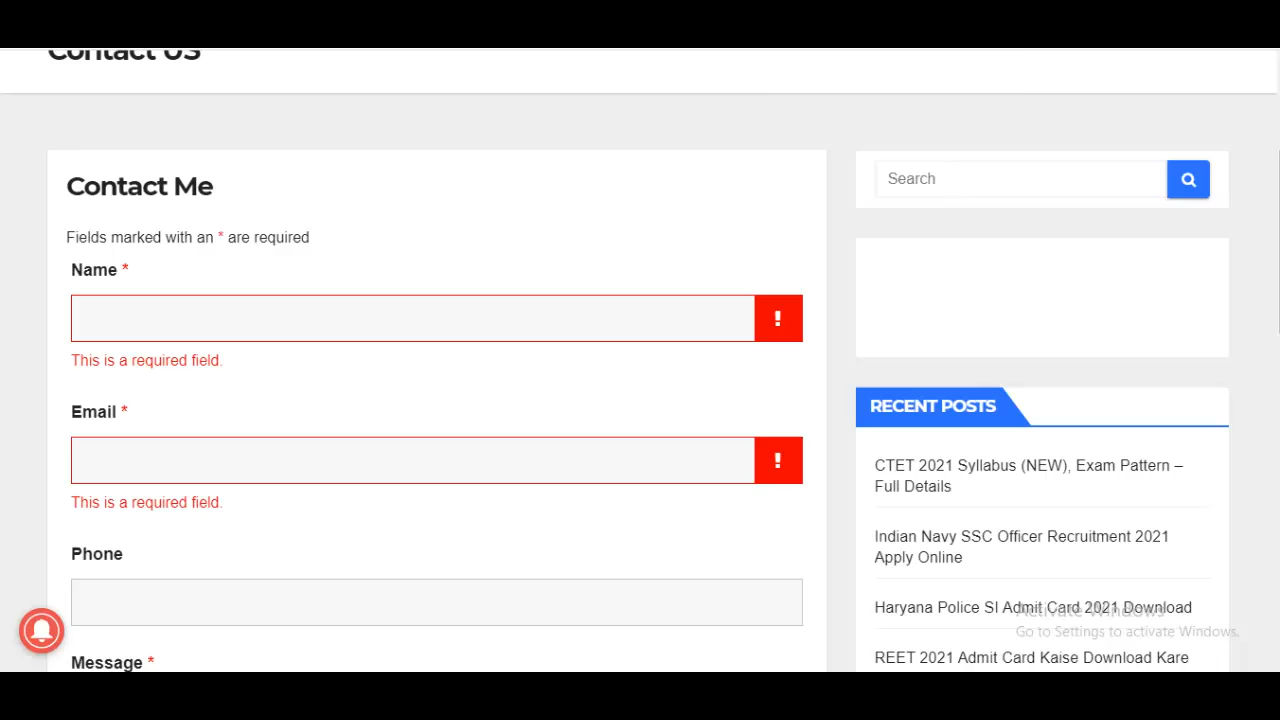 Contact Us
Contact Me
Search
Fields marked with an * are required
Name *
This is a required field.
Email *
This is a required field.
Phone
Message *
RECENT POSTS
CTET 2021 Syllabus (NEW), Exam Pattern –
Full Details
Indian Navy SSC Officer Recruitment 2021
Apply Online
Haryana Police SI Admit Card 2021 Download
REET 2021 Admit Card Kaise Download Kare
Activate Windows
Go to Settings to activate Windows.